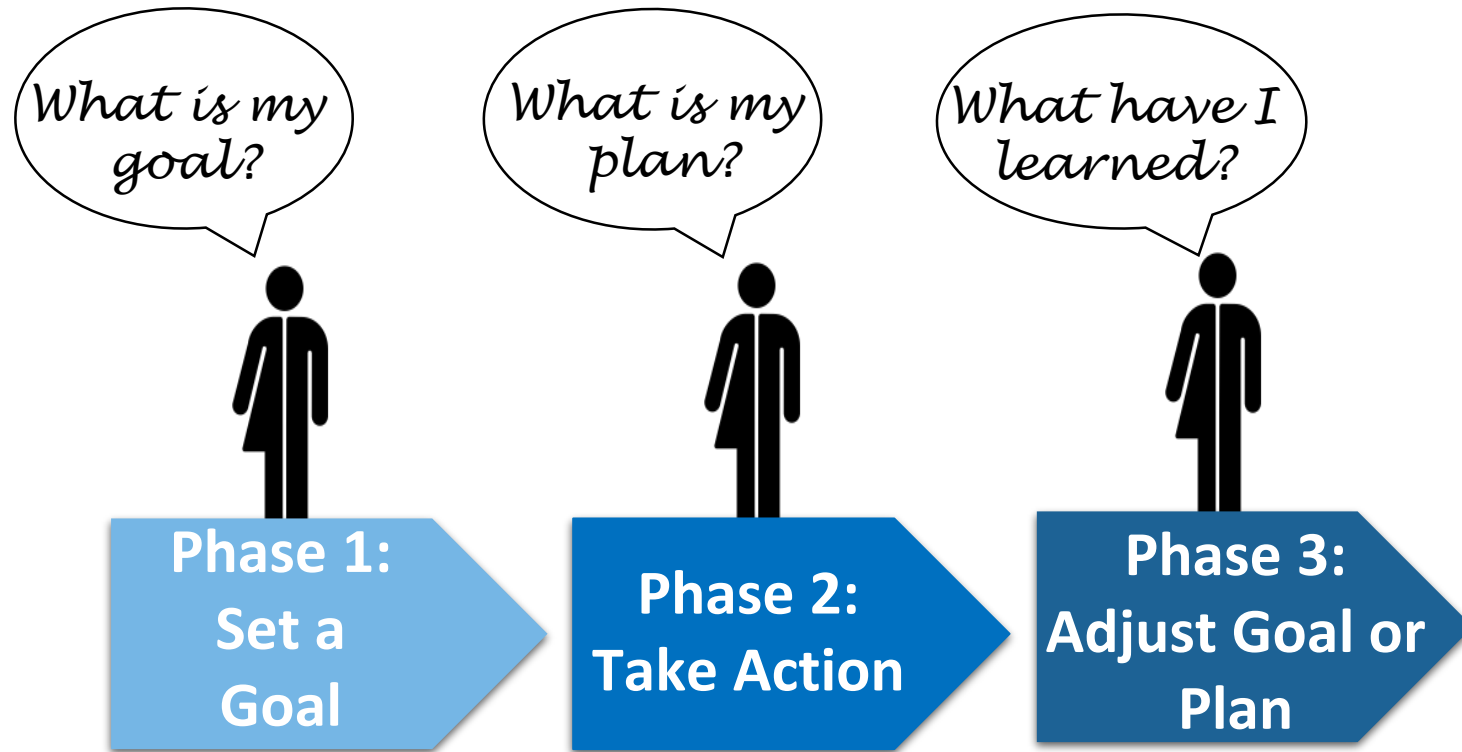 What is my
goal?
What is my
plan?
What have I
learned?
Phase 1:
Set a
Goal
Phase 2:
Take Action
Phase 3:
Adjust Goal or
Plan